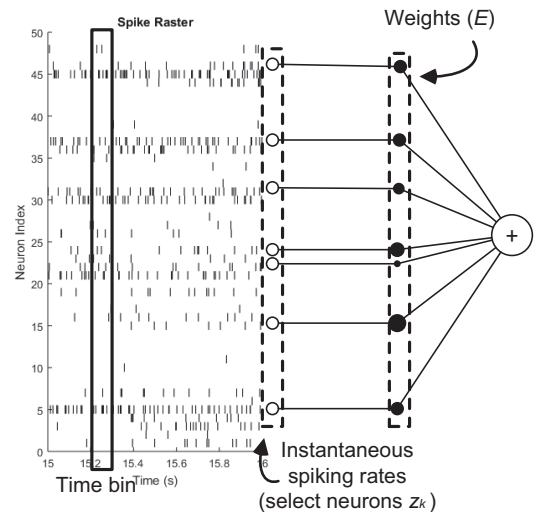 Spike Raster
Weights (E)
Neuron Index
50
45
40
35
30
25
20
15
10
5
0
15
15.2
15.4
15.6
15.8
16
Time (s)
Time bin
+
Instantaneous
spiking rates
(select neurons zk)